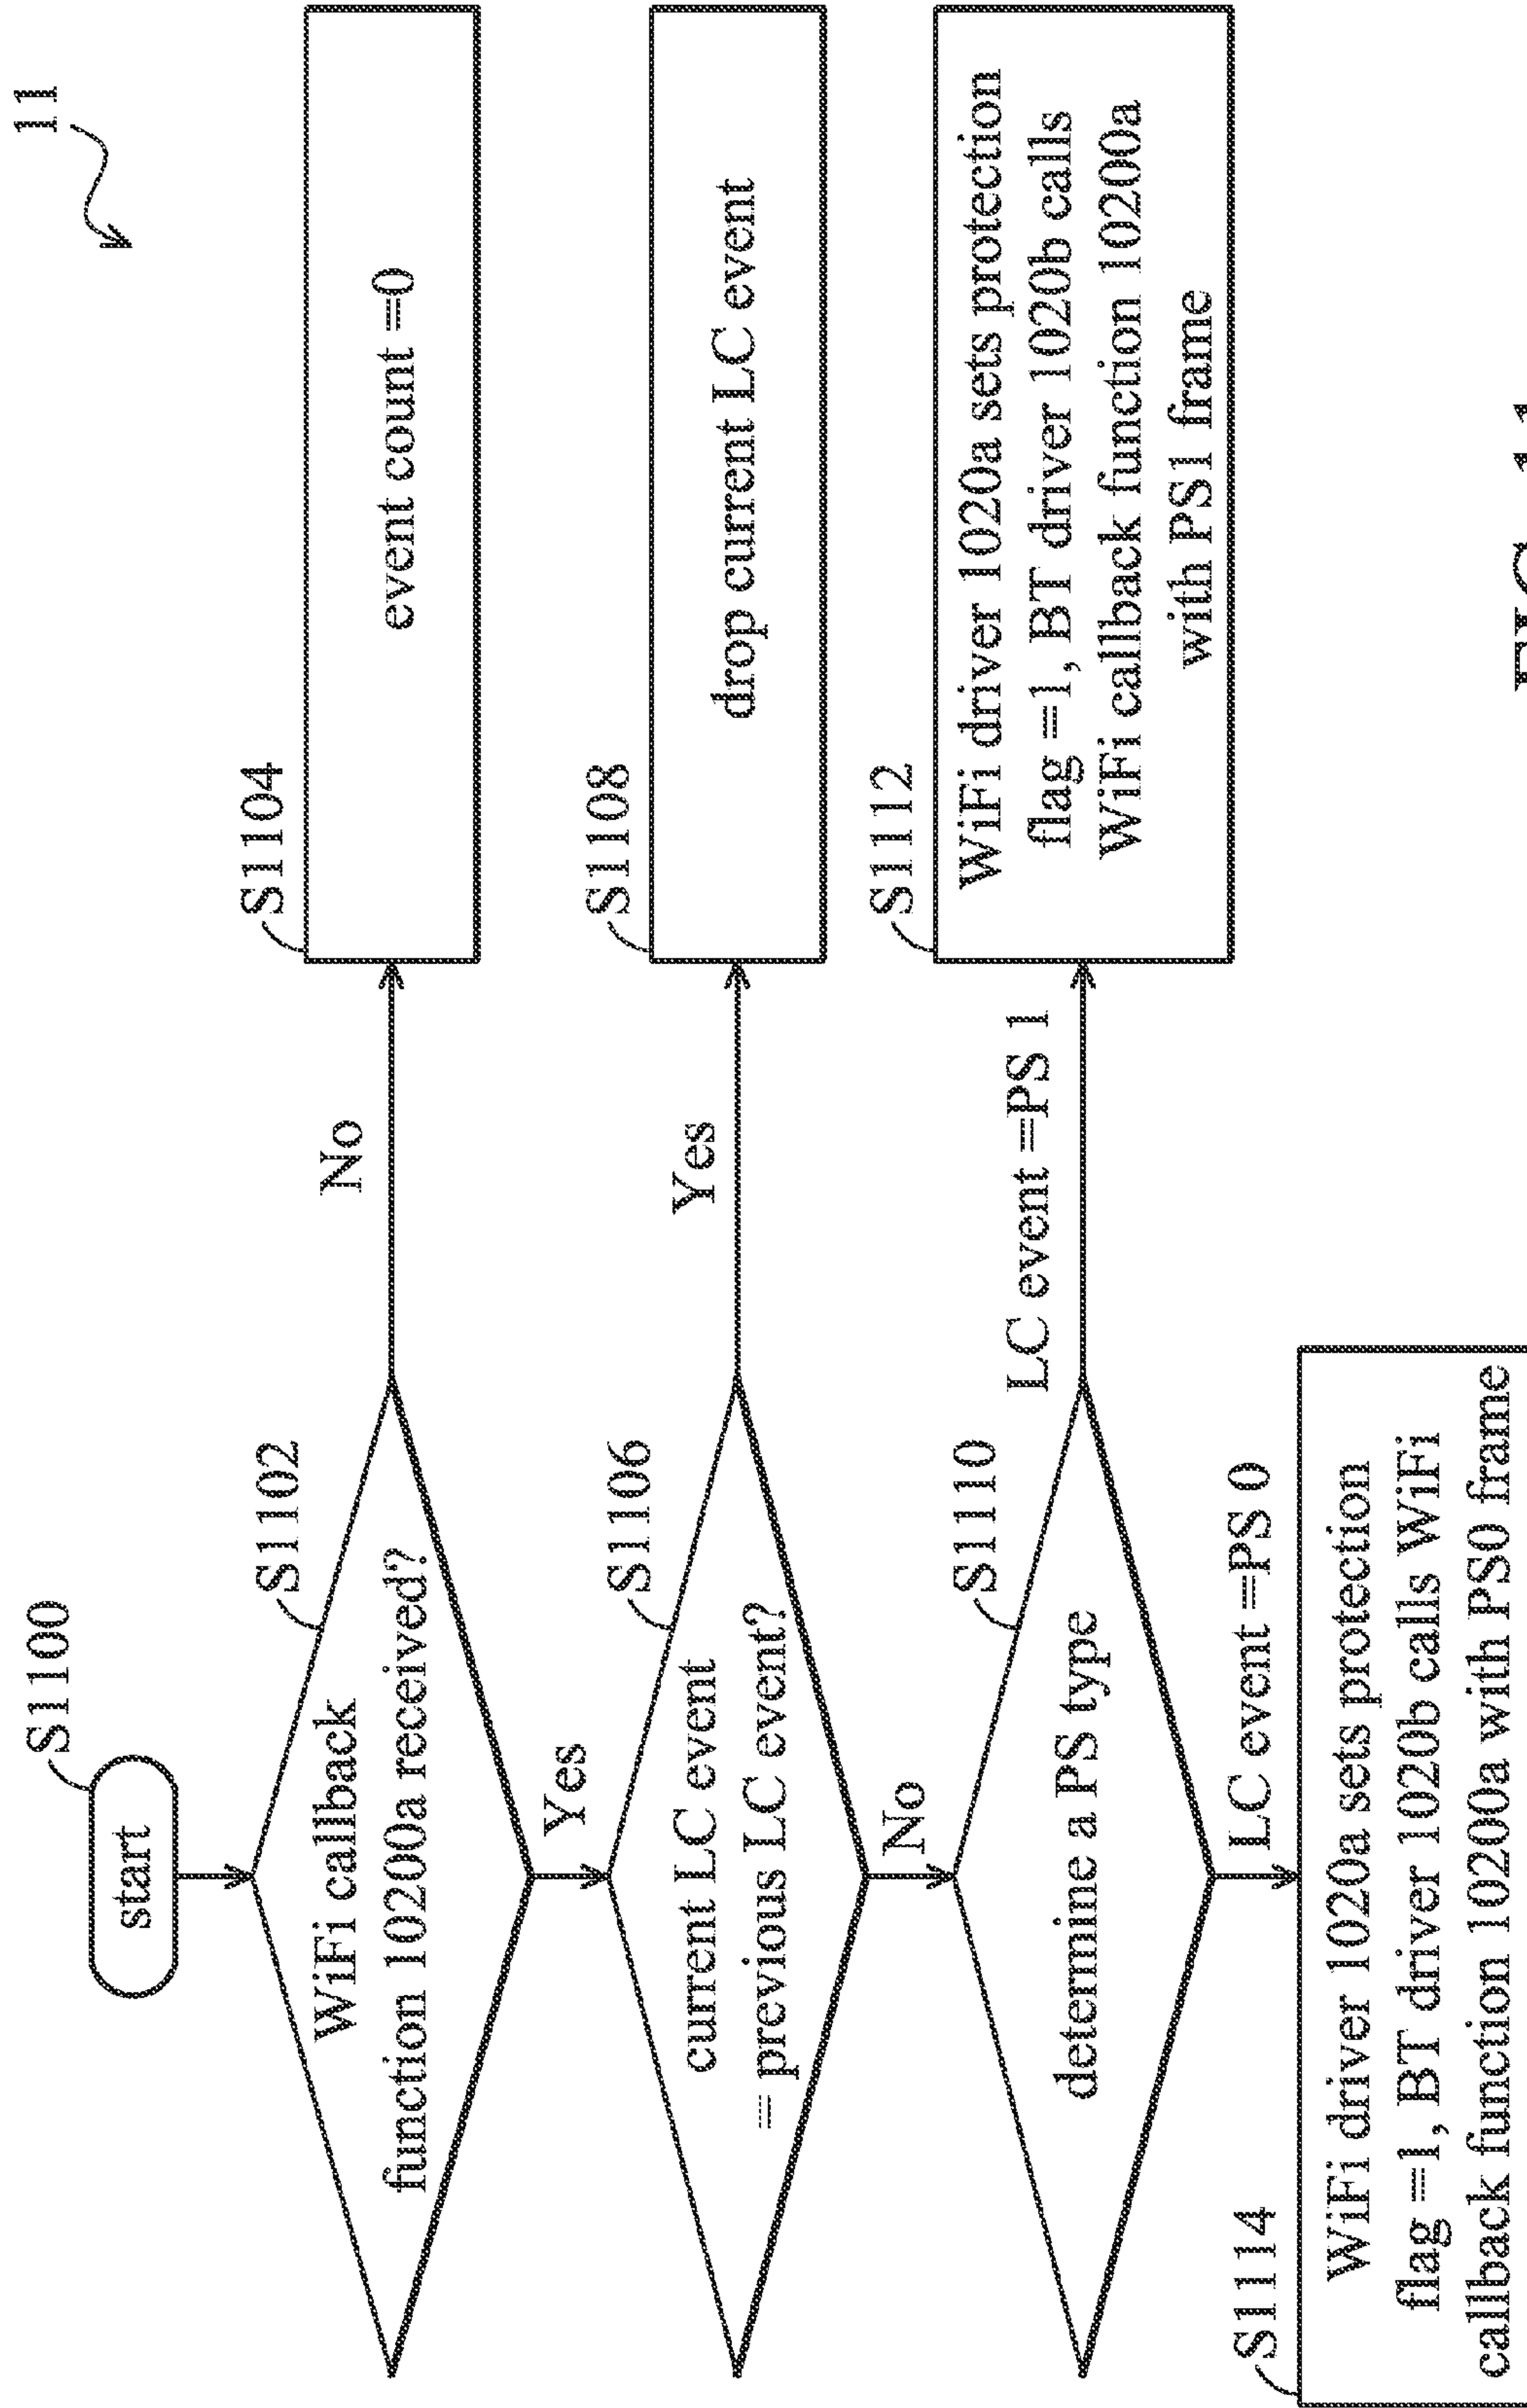 11
S1100
start
S1102
WiFi callback
function 10200a received?
No
S1104
event count =0
Yes
S1106
current LC event
= previous LC event?
Yes
S1108
drop current LC event
No
S1110
determine a PS type
LC event =PS 1
S1112
WiFi driver 1020a sets protection
flag =1, BT driver 1020b calls
WiFi callback function 10200a
with PS1 frame
LC event =PS 0
S1114
WiFi driver 1020a sets protection
flag =1, BT driver 1020b calls WiFi
callback function 10200a with PS0 frame